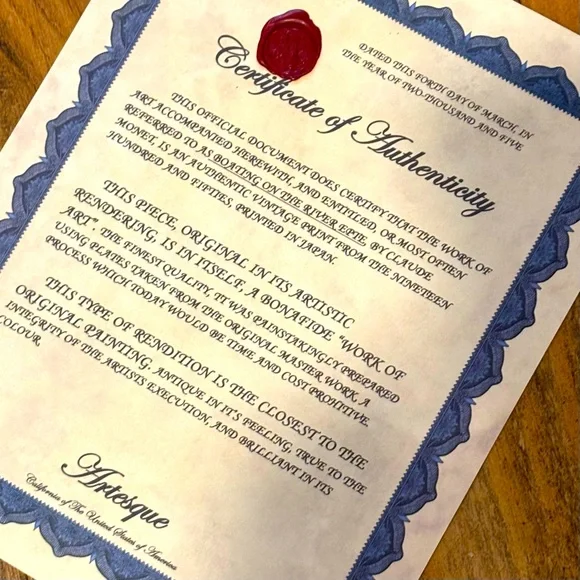 DATED THIS FORTH DAY OF MARCH, IN
THE YEAR OF TWO-THOUSAND AND FIVE
Certificate of Authenticity
THIS OFFICIAL DOCUMENT DOES CERTIFY THAT THE WORK OF
ART ACCOMPANIED HEREWITH, AND ENTITLED, OR MOST OFTEN
REFERRED TO AS BOATING ON THE RIVER EPTE, BY CLAUDE
MONET, IS AN AUTHENTIC VINTAGE PRINT FROM THE NINETEEN
HUNDRED AND FIFTIES, PRINTED IN JAPAN.
THIS PIECE, ORIGINAL IN ITS ARTISTIC
RENDERING, IS IN ITSELF, A BONAFIDE "WORK OF
ART". THE FINEST QUALITY, IT WAS PAINSTAKINGLY PREPARED
USING PLATES TAKEN FROM THE ORIGINAL MASTER WORK, A
PROCESS WHICH TODAY WOULD BE TIME AND COST PROHITIVE.
THIS TYPE OF RENDITION IS THE CLOSEST TO THE
ORIGINAL PAINTING: ANTIQUE IN IT'S FEELING, TRUE TO THE
INTEGRITY OF THE ARTISTS EXECUTION, AND BRILLIANT IN ITS
COLOUR.
Artesque
California of The United States of America